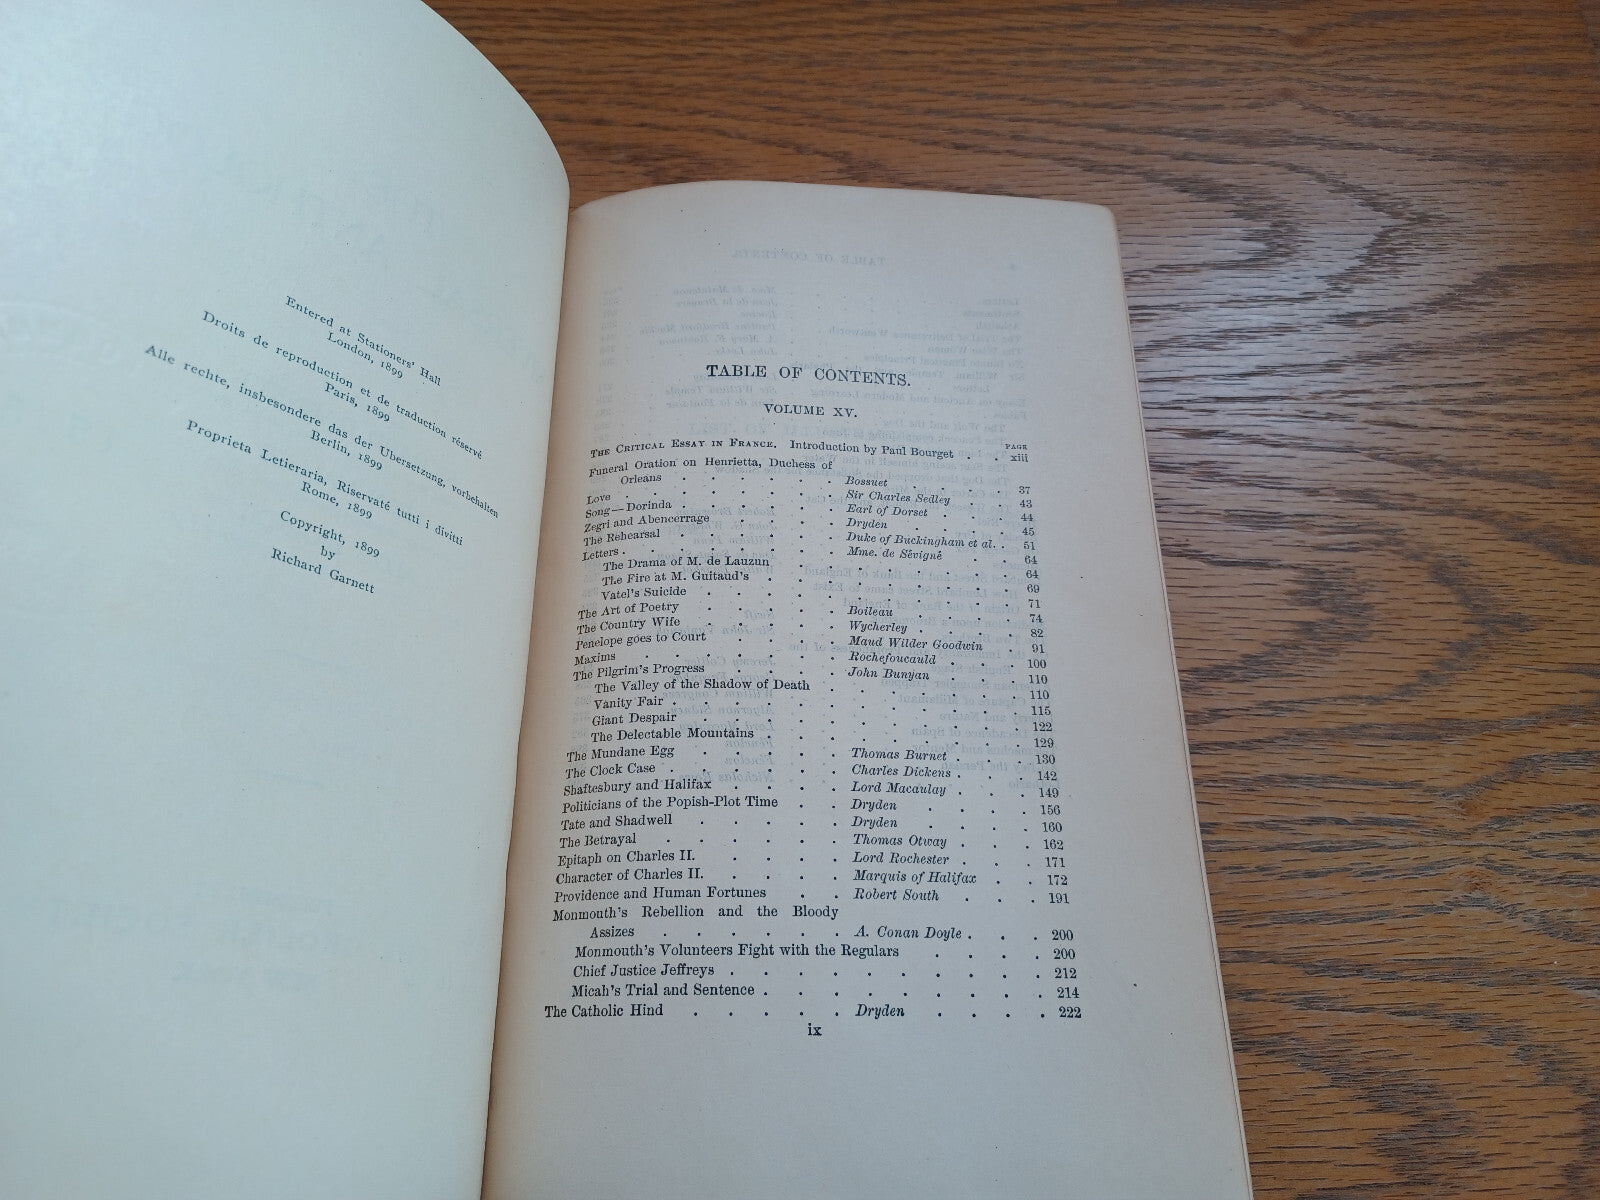 Entered at Stationers' Hall
London, 1899
Droits de reproduction et de traduction réservé
Paris, 1899
Alle rechte, insbesondere das der Übersetzung, vorbehalten
Berlin, 1899
Proprieta Letieraria, Riservaté tutti i divitti
Rome, 1899
Copyright, 1899
by
Richard Garnett
TABLE OF CONTENTS.
VOLUME XV.
PAGE
The Critical Essay in France. Introduction by Paul Bourget . . xiii
Funeral Oration on Henrietta, Duchess of
Orleans . . . . . . Bossuet . . . . 37
Love . . . . . . . . Sir Charles Sedley . . 43
Song—Dorinda . . . . . . Earl of Dorset . . . 44
Zegri and Abencerrage . . . . . Dryden . . . . 45
The Rehearsal . . . . . . Duke of Buckingham et al. . 51
Letters . . . . . . . . Mme. de Sévigné . . 64
The Drama of M. de Lauzun . . . . . . . . 64
The Fire at M. Guitaud's . . . . . . . . . 69
Vatel's Suicide . . . . . . . . . . . 71
The Art of Poetry . . . . . . Boileau . . . . 74
The Country Wife . . . . . . Wycherley . . . . 82
Penelope goes to Court . . . . Maud Wilder Goodwin 91
Maxims . . . . . . . Rochefoucauld . . . 100
The Pilgrim's Progress . . . . . John Bunyan . . . 110
The Valley of the Shadow of Death . . . . . . . 110
Vanity Fair . . . . . . . . . . . . 115
Giant Despair . . . . . . . . . . . 122
The Delectable Mountains . . . . . . . . . 129
The Mundane Egg . . . . . Thomas Burnet . . . 130
The Clock Case . . . . . . Charles Dickens . . . 142
Shaftesbury and Halifax . . . . Lord Macaulay . . . 149
Politicians of the Popish-Plot Time . . Dryden . . . . 156
Tate and Shadwell . . . . . Dryden . . . . 160
The Betrayal . . . . . . Thomas Otway . . . 162
Epitaph on Charles II. . . . . Lord Rochester . . . 171
Character of Charles II. . . . . Marquis of Halifax . . 172
Providence and Human Fortunes . . Robert South . . . 191
Monmouth's Rebellion and the Bloody
Assizes . . . . . . A. Conan Doyle . . . 200
Monmouth's Volunteers Fight with the Regulars . . . . 200
Chief Justice Jeffreys . . . . . . . . . 212
Micah's Trial and Sentence . . . . . . . . 214
The Catholic Hind . . . . . Dryden . . . . 222
ix